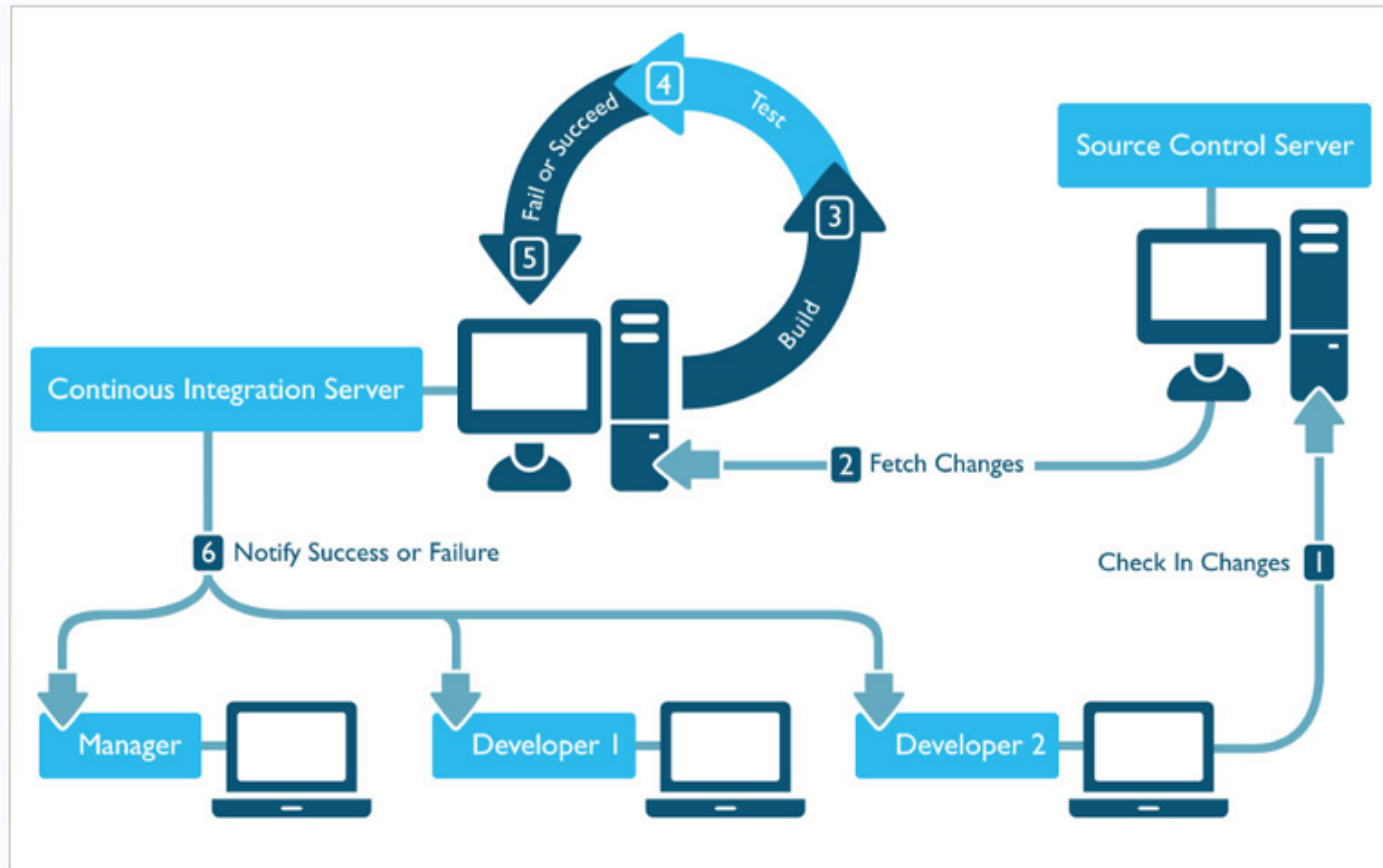 4
Test
Fail or Succeed
3
5
Build
Source Control Server
Continous Integration Server
2 Fetch Changes
6 Notify Success or Failure
Check In Changes 1
Manager
Developer 1
Developer 2